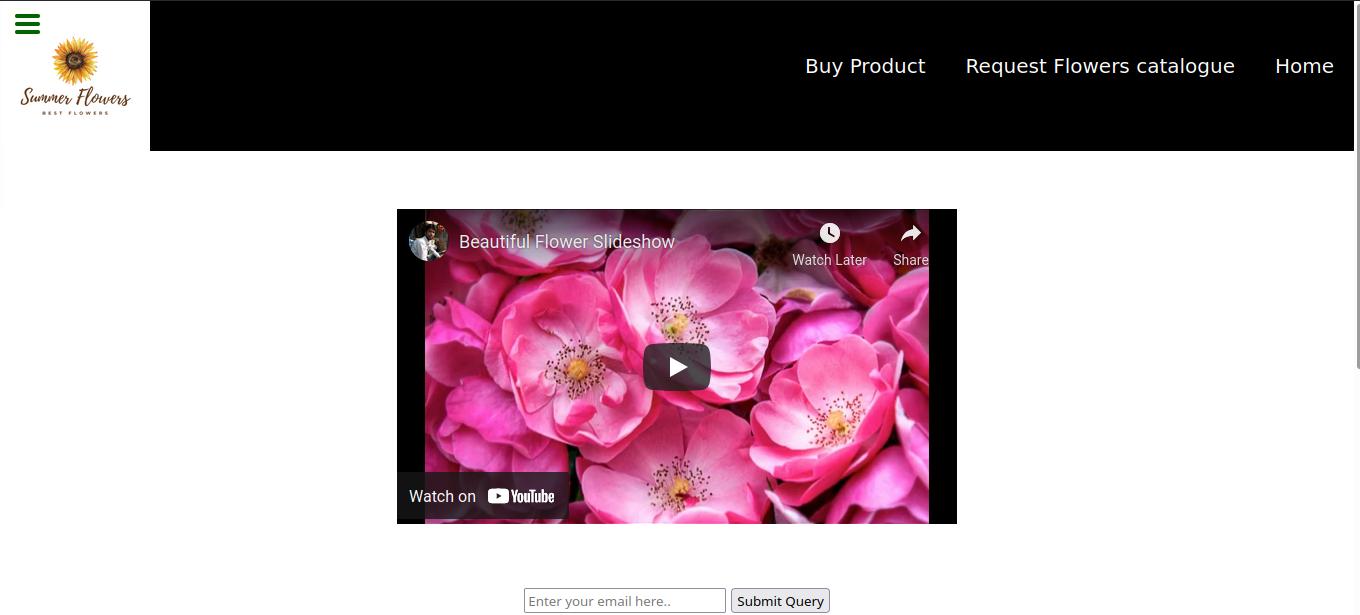 Summer Flowers
BEST FLOWERS
Buy Product Request Flowers catalogue Home
Beautiful Flower Slideshow
Watch Later Share
Watch on YouTube
Enter your email here.. Submit Query